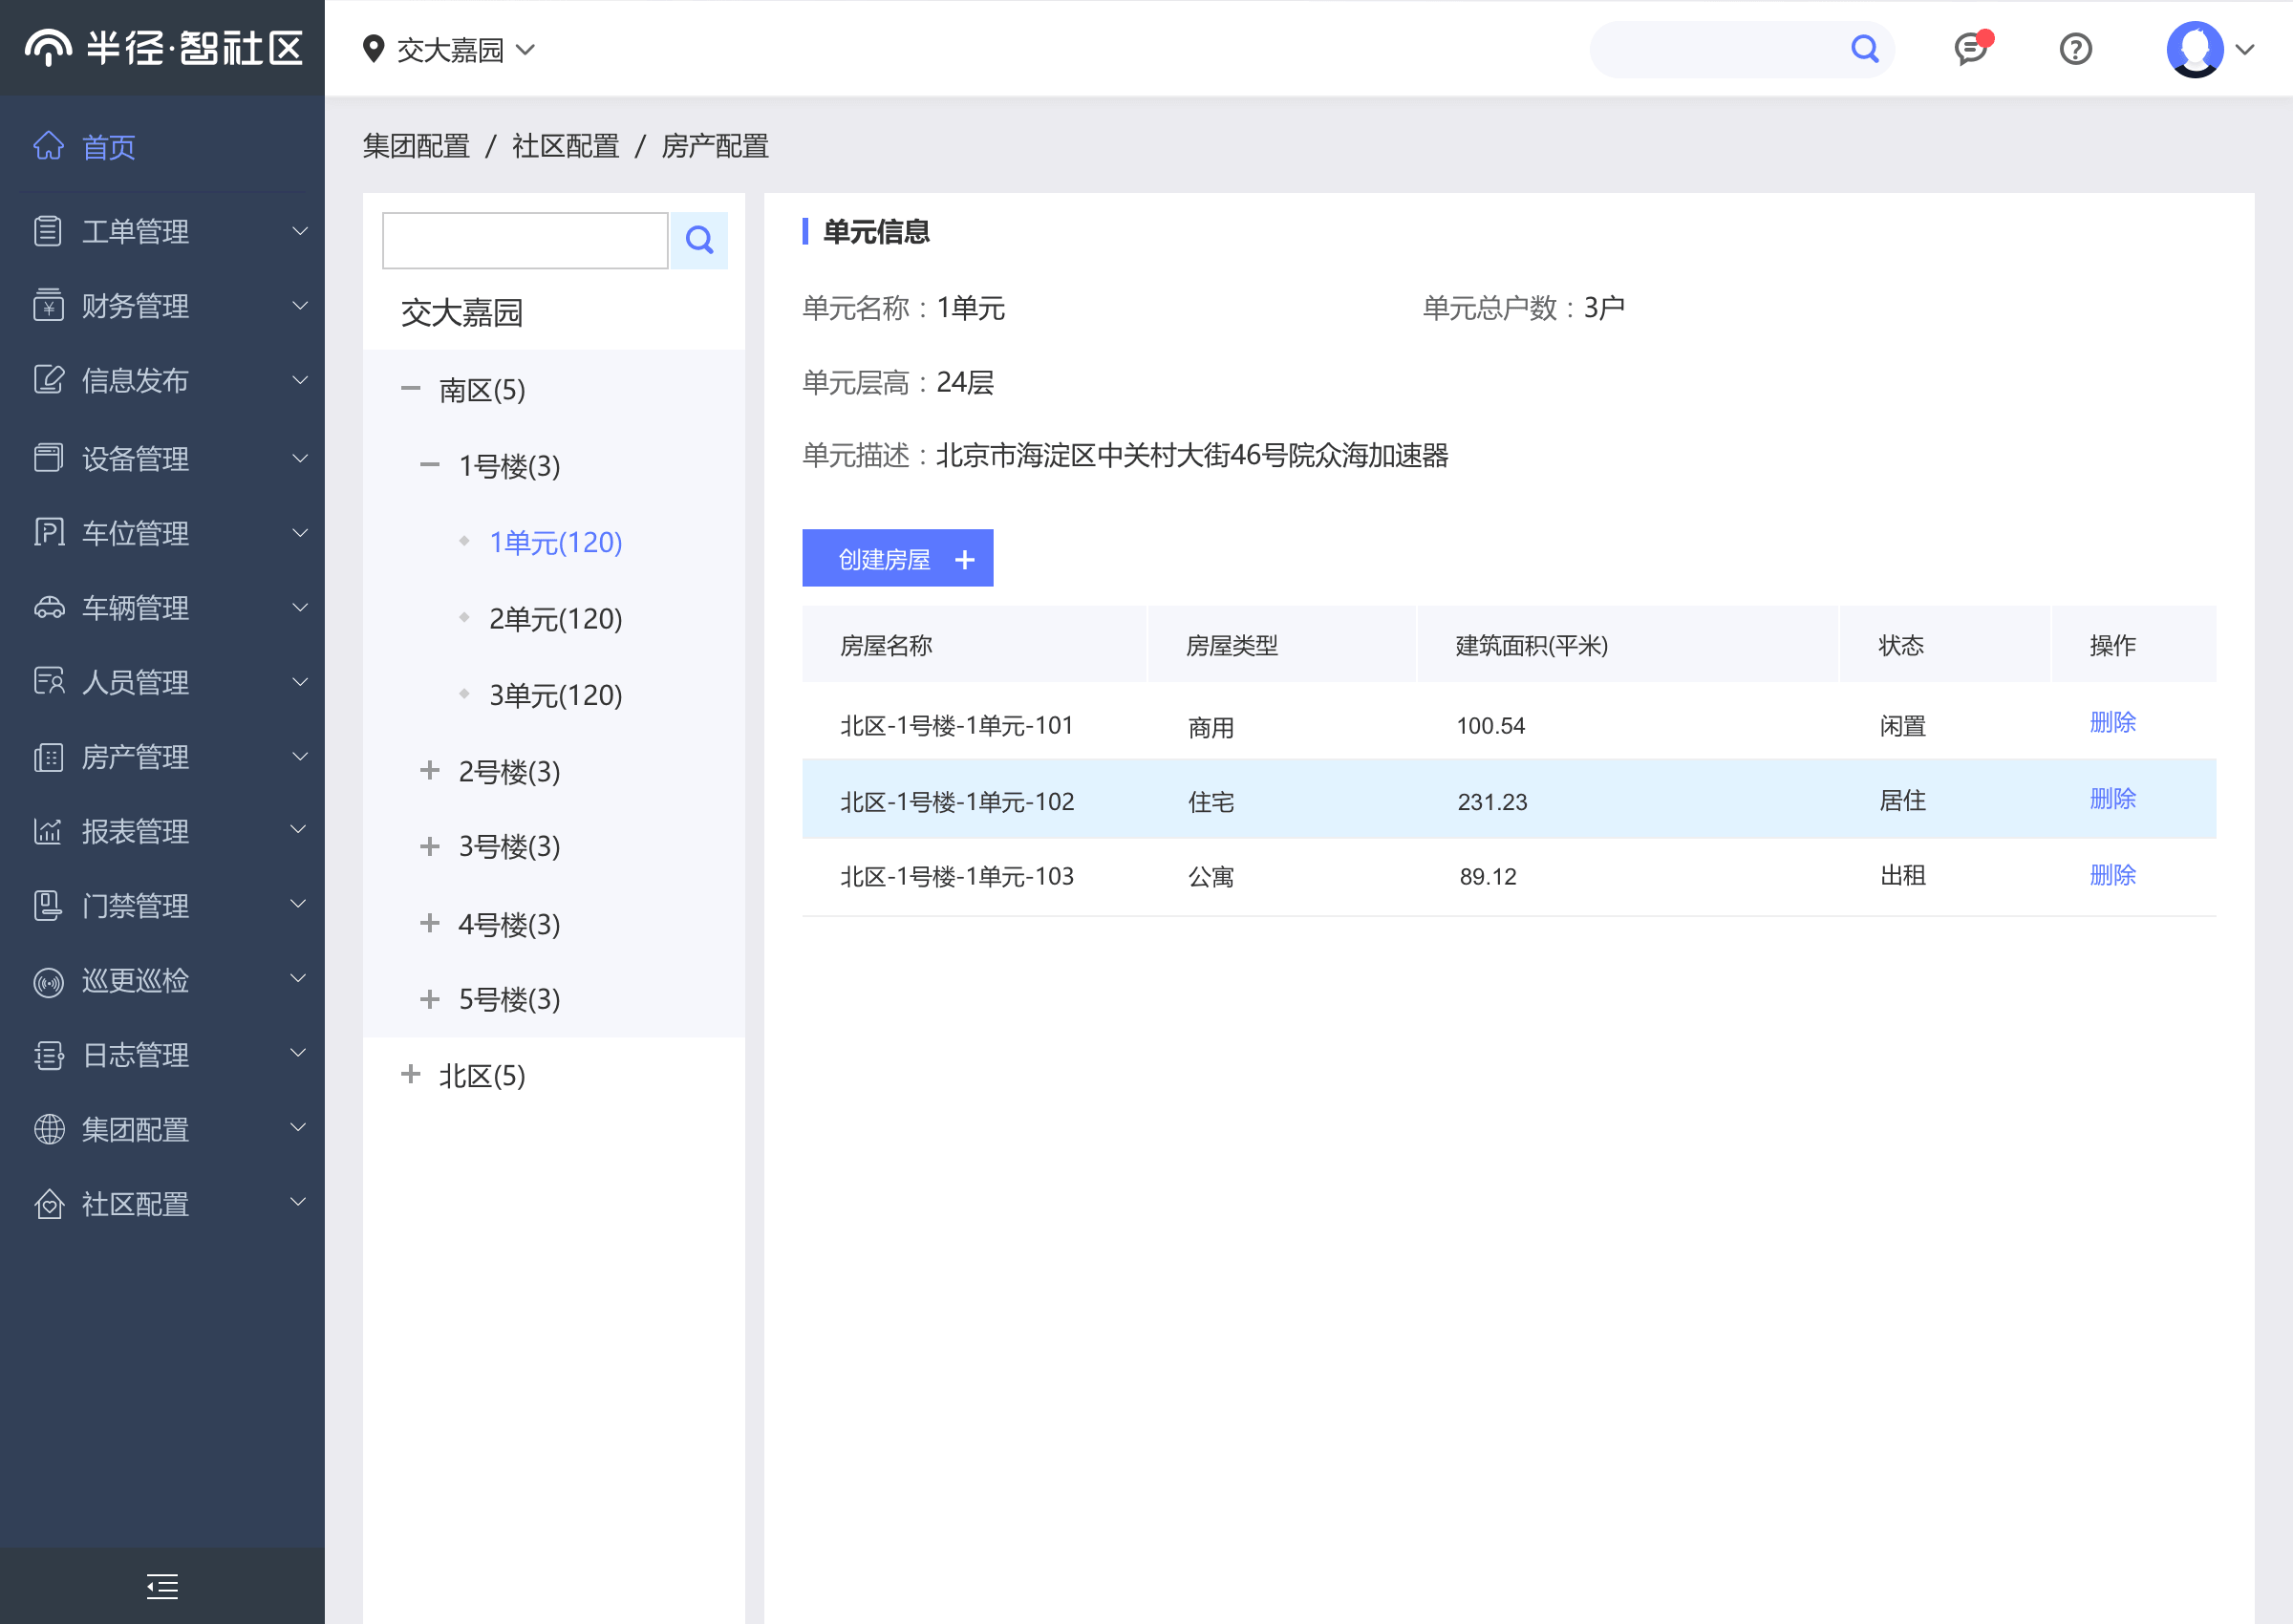 半径·智社区
交大嘉园
首页
工单管理
财务管理
信息发布
设备管理
车位管理
车辆管理
人员管理
房产管理
报表管理
门禁管理
巡更巡检
日志管理
集团配置
社区配置
集团配置 / 社区配置 / 房产配置
交大嘉园
南区(5)
1号楼(3)
1单元(120)
2单元(120)
3单元(120)
2号楼(3)
3号楼(3)
4号楼(3)
5号楼(3)
北区(5)
单元信息
单元名称：1单元 单元总户数：3户
单元层高：24层
单元描述：北京市海淀区中关村大街46号院众海加速器
创建房屋 +
房屋名称 房屋类型 建筑面积(平米) 状态 操作
北区-1号楼-1单元-101 商用 100.54 闲置 删除
北区-1号楼-1单元-102 住宅 231.23 居住 删除
北区-1号楼-1单元-103 公寓 89.12 出租 删除